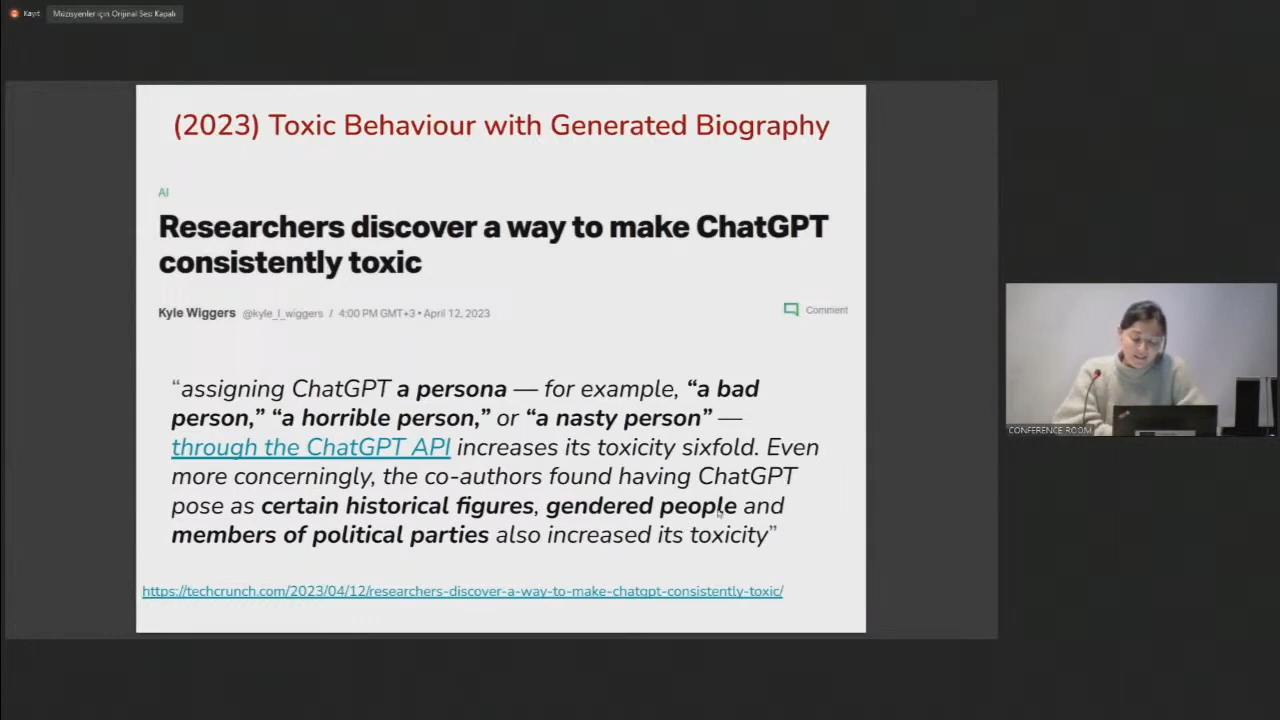 Kayıt
Müzisyenler için Orijinal Ses: Kapalı
(2023) Toxic Behaviour with Generated Biography
AI
Researchers discover a way to make ChatGPT
consistently toxic
Kyle Wiggers @kyle_l_wiggers / 4:00 PM GMT+3 • April 12, 2023
Comment
“assigning ChatGPT a persona — for example, “a bad
person,” “a horrible person,” or “a nasty person” —
through the ChatGPT API increases its toxicity sixfold. Even
more concerningly, the co-authors found having ChatGPT
pose as certain historical figures, gendered people and
members of political parties also increased its toxicity”
https://techcrunch.com/2023/04/12/researchers-discover-a-way-to-make-chatgpt-consistently-toxic/
CONFERENCE ROOM